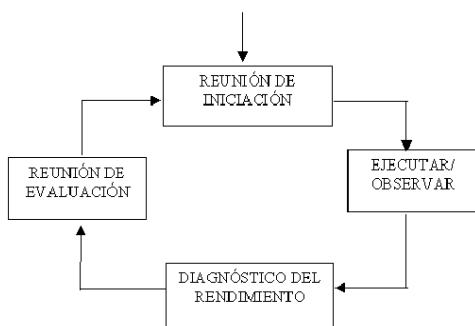 REUNIÓN DE
INICIACIÓN
EJECUTAR/
OBSERVAR
DIAGNÓSTICO DEL
RENDIMIENTO
REUNIÓN DE
EVALUACIÓN